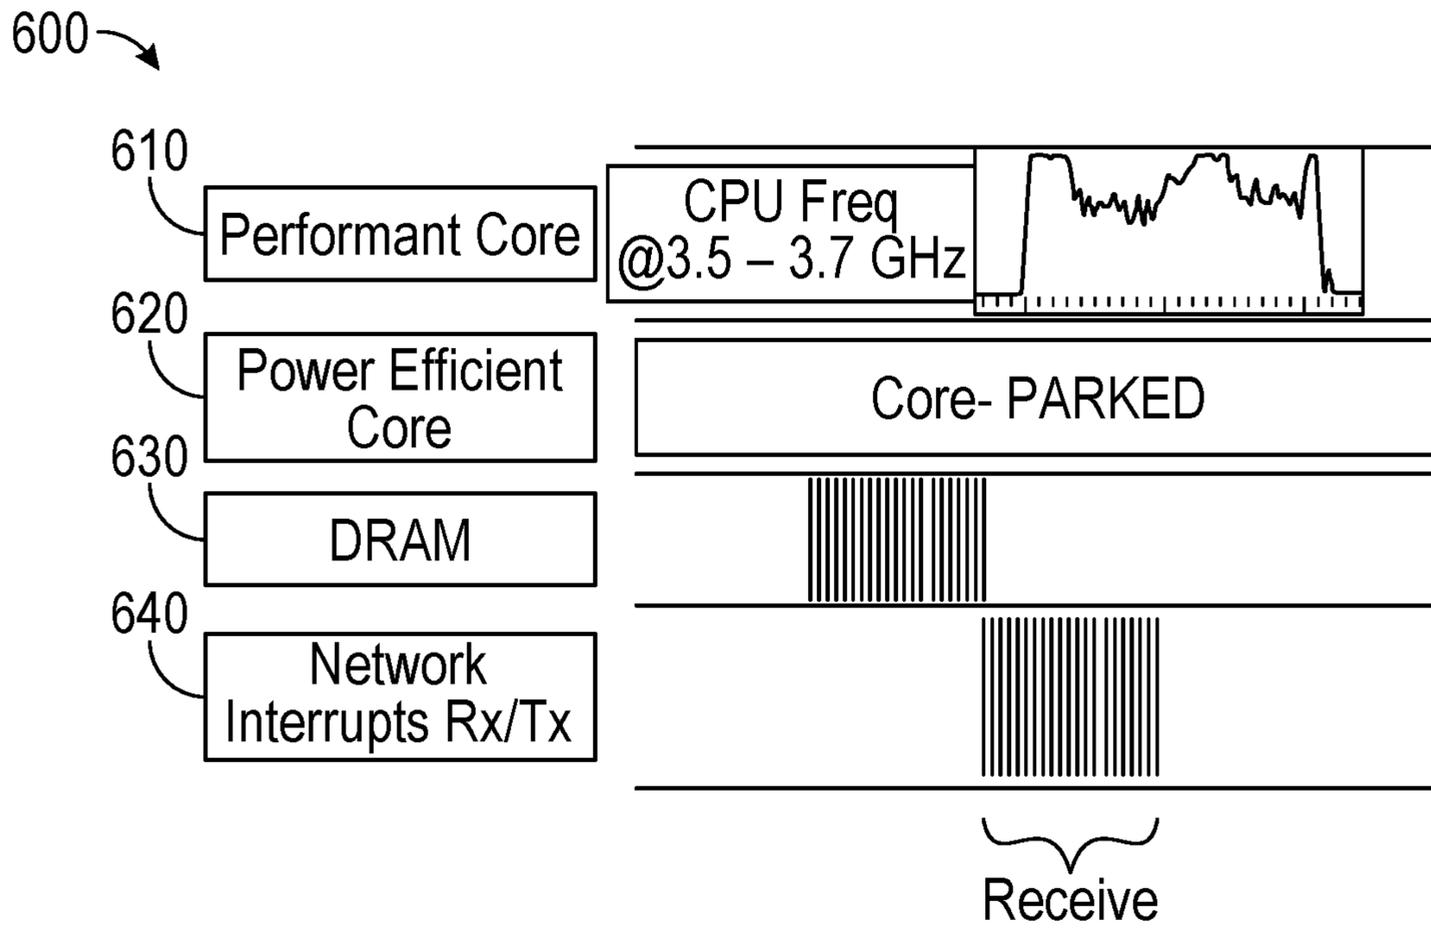 600
610
Performant Core
CPU Freq
@3.5 – 3.7 GHz
620
Power Efficient
Core
Core- PARKED
630
DRAM
640
Network
Interrupts Rx/Tx
Receive